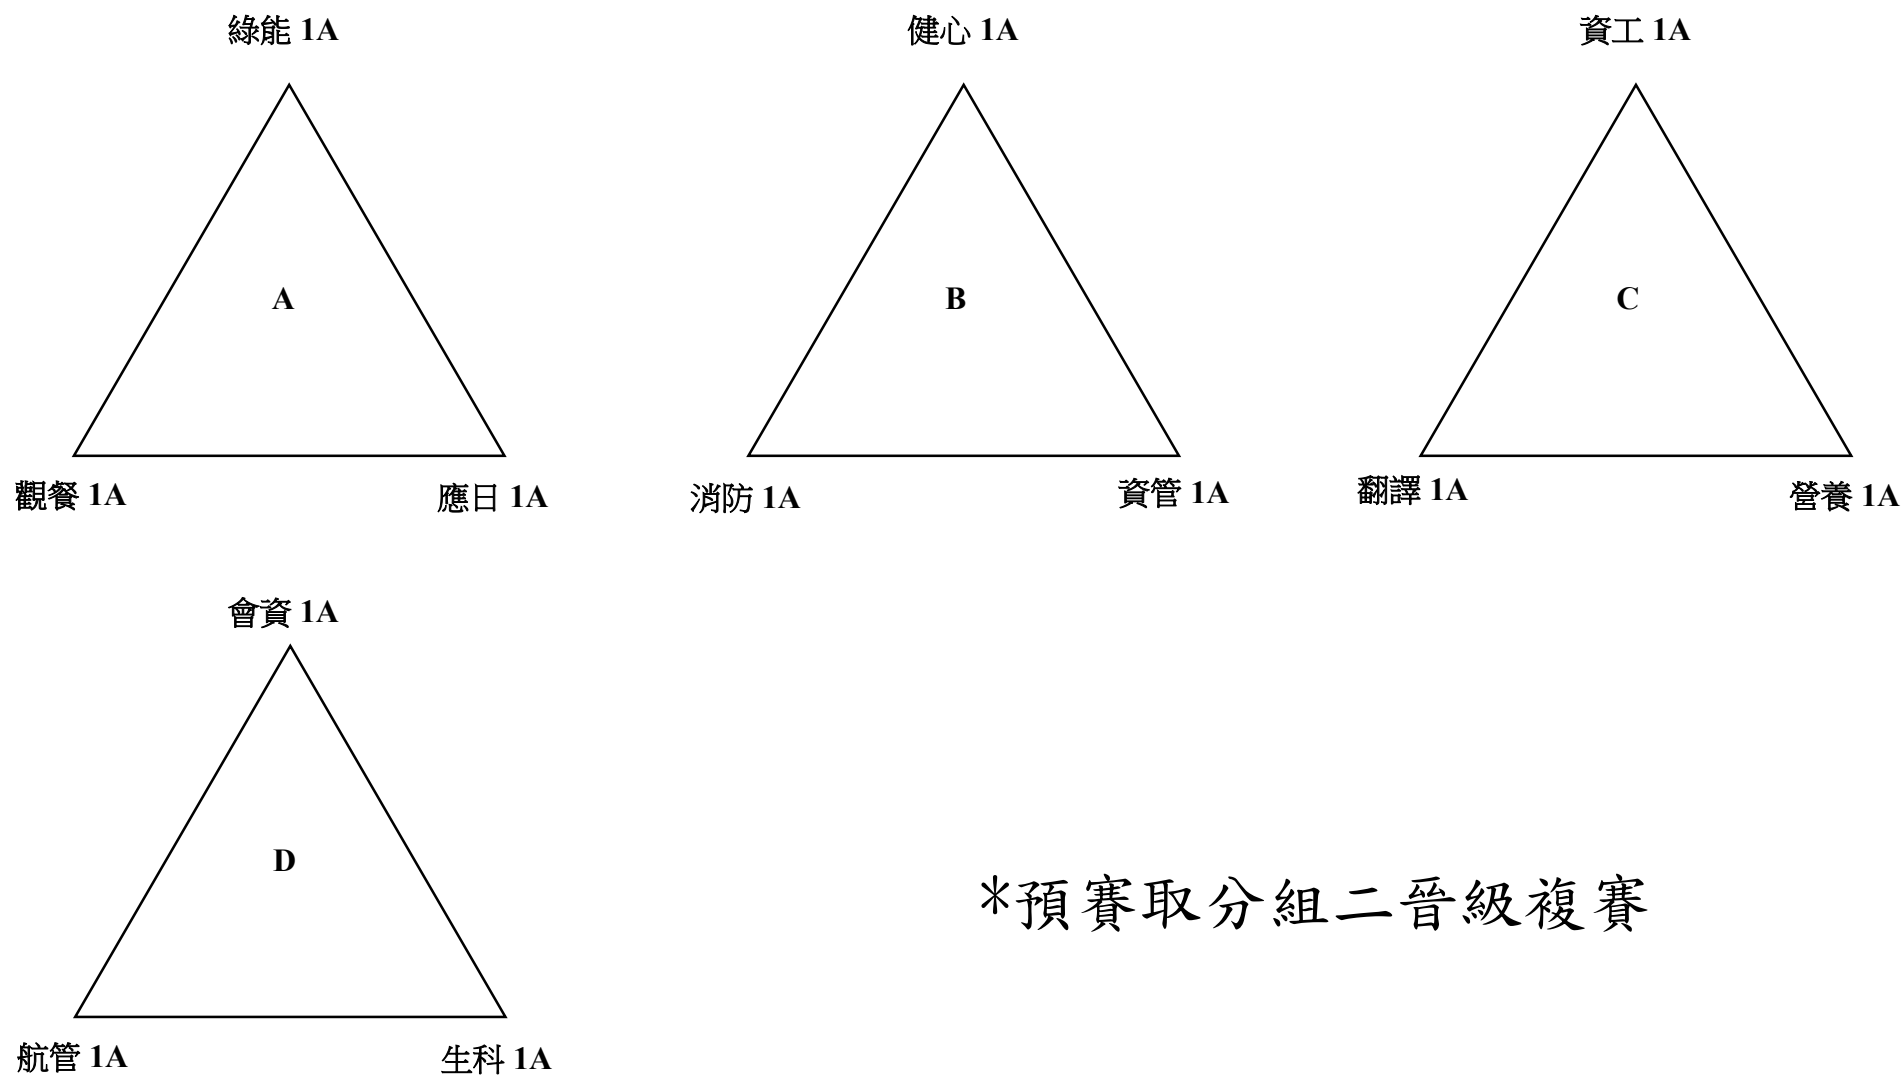 綠能 1A
健心 1A
資工 1A
A
B
C
觀餐 1A
應日 1A
消防 1A
資管 1A
翻譯 1A
營養 1A
會資 1A
D
*預賽取分組二晉級複賽
航管 1A
生科 1A